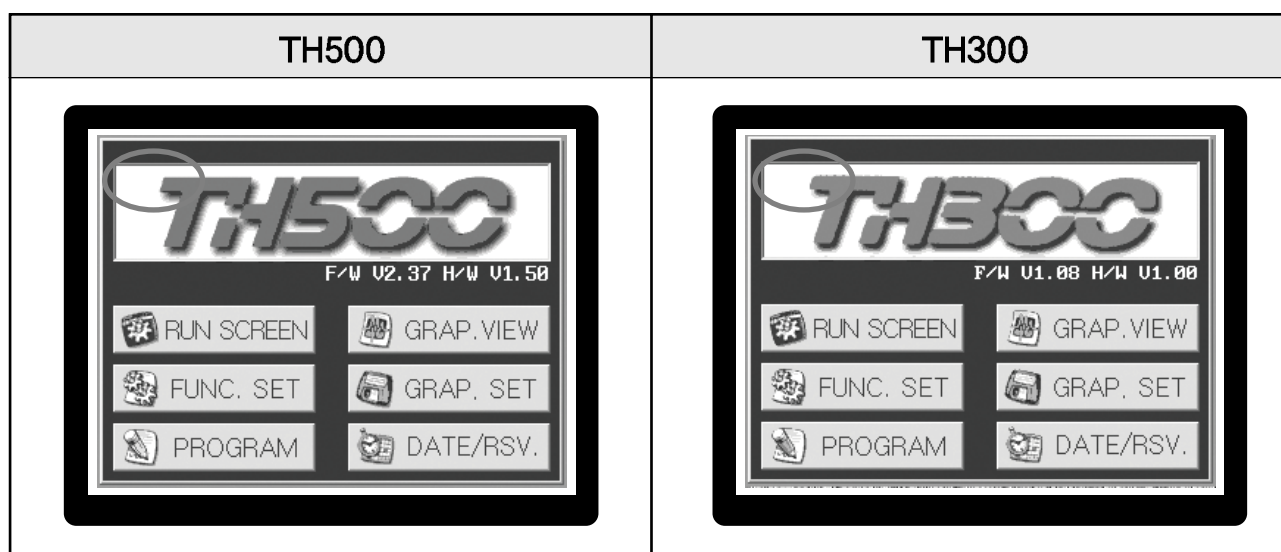 TH500
TH300
TH500
F/W V2.37 H/W V1.50
RUN SCREEN
GRAP.VIEW
FUNC. SET
GRAP. SET
PROGRAM
DATE/RSV.
TH300
F/W V1.08 H/W V1.00
RUN SCREEN
GRAP.VIEW
FUNC. SET
GRAP. SET
PROGRAM
DATE/RSV.